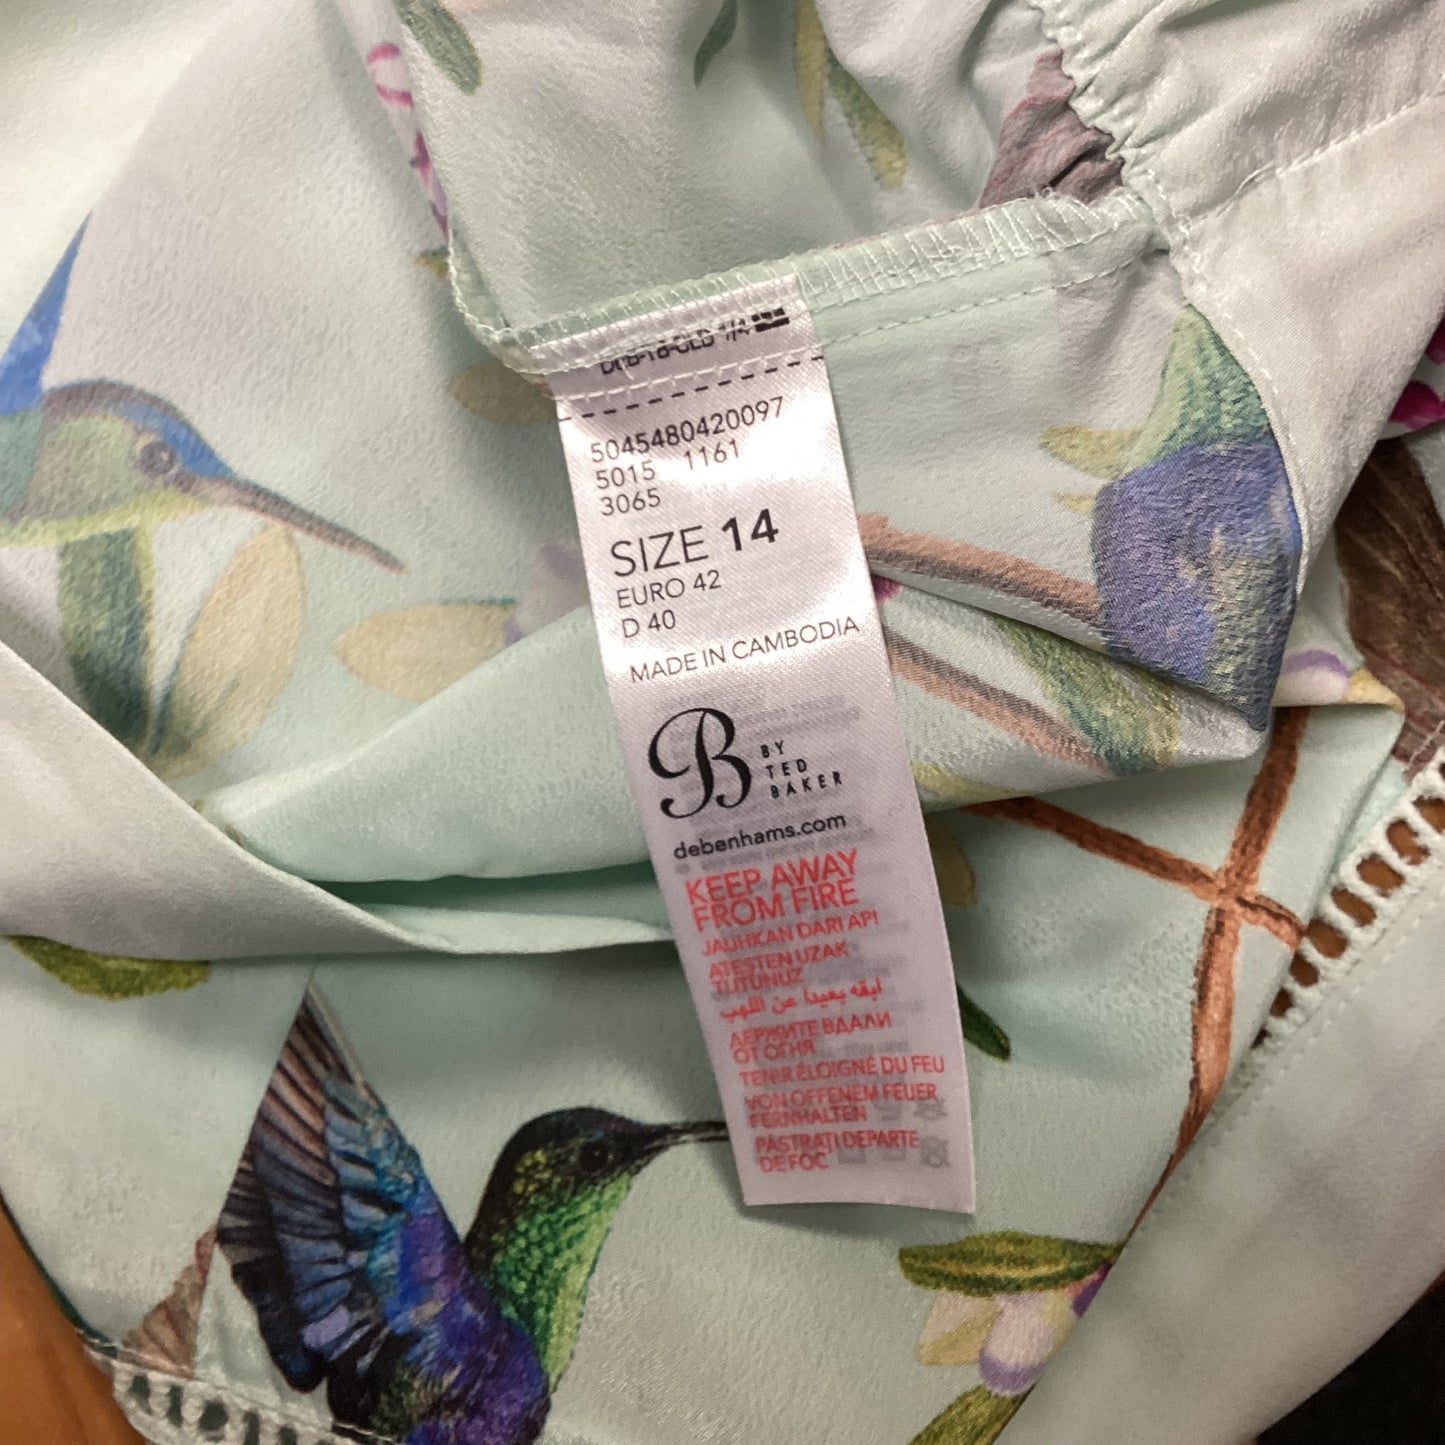 5045480420097
5015 1161
3065
SIZE 14
EURO 42
D 40
MADE IN CAMBODIA
B BY
TED
BAKER
debenhams.com
KEEP AWAY
FROM FIRE
JAUHKAN DARI API
ATESTEN UZAK
TUTUNUZ
ابقه بعيدا عن اللهب
ДЕРЖИТЕ ВДАЛИ
ОТ ОГНЯ
TENIR ÉLOIGNÉ DU FEU
VON OFFENEM FEUER
FERNHALTEN
PĂSTRATI DEPARTE
DE FOC